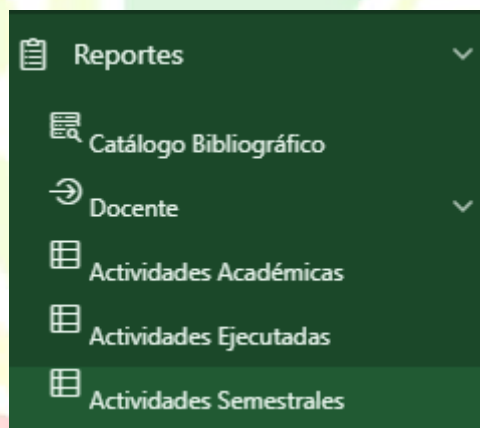 Reportes
Catálogo Bibliográfico
Docente
Actividades Académicas
Actividades Ejecutadas
Actividades Semestrales